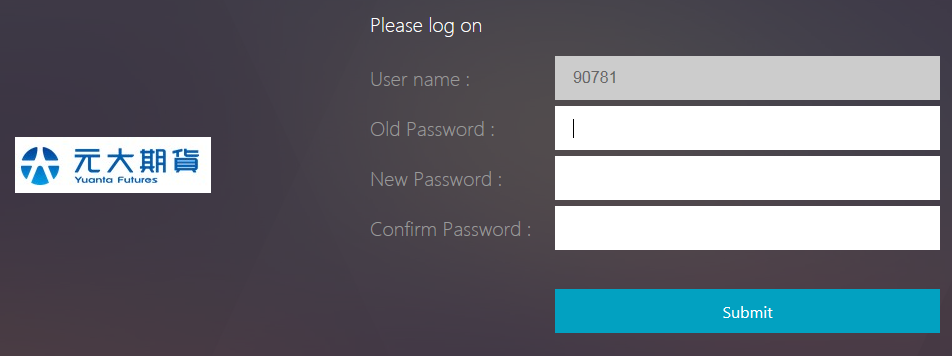 Please log on
User name :
90781
Old Password :
New Password :
Confirm Password :
元大期貨
Yuanta Futures
Submit